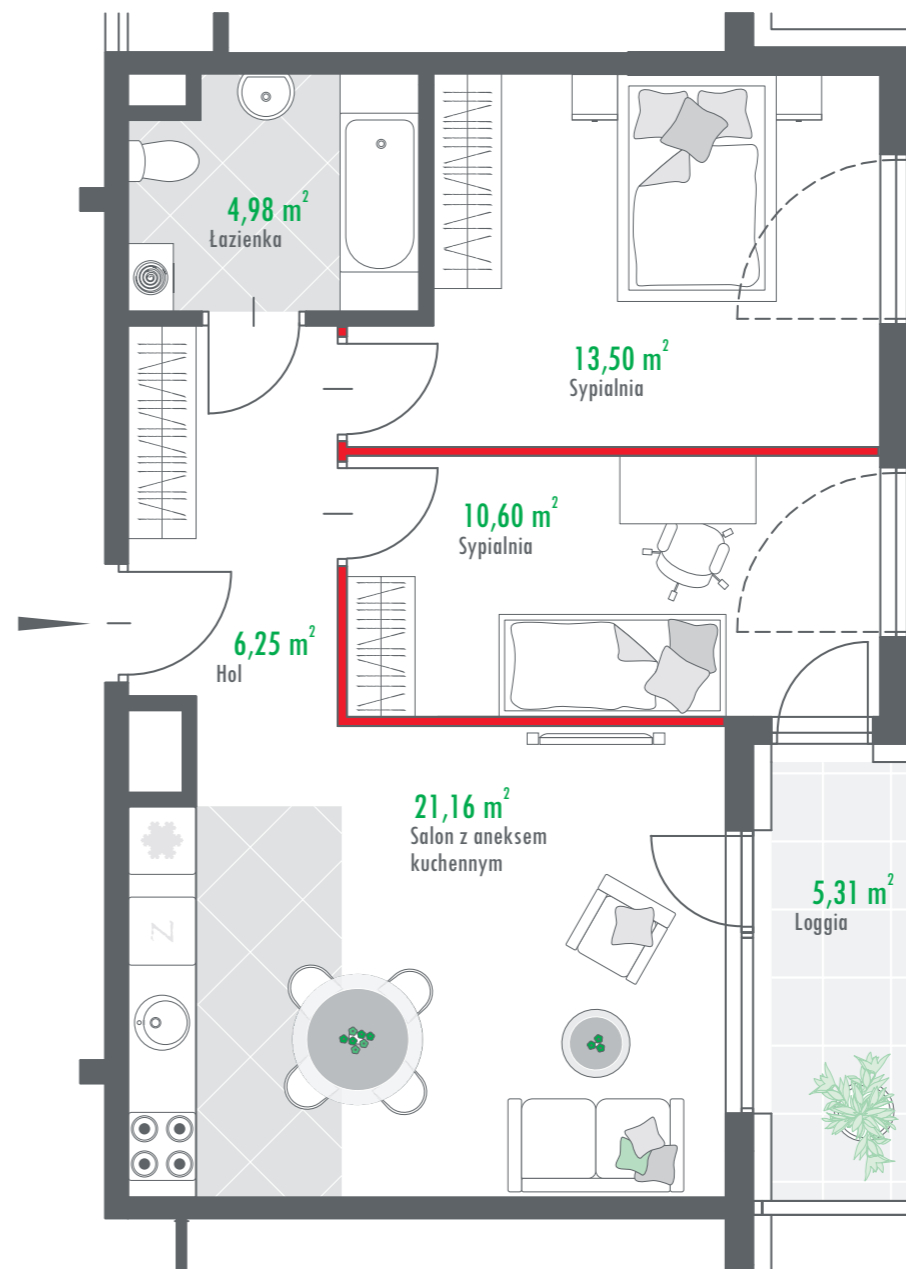 4,98 m²
Łazienka
13,50 m²
Sypialnia
10,60 m²
Sypialnia
6,25 m²
Hol
21,16 m²
Salon z aneksem
kuchennym
5,31 m²
Loggia
Z